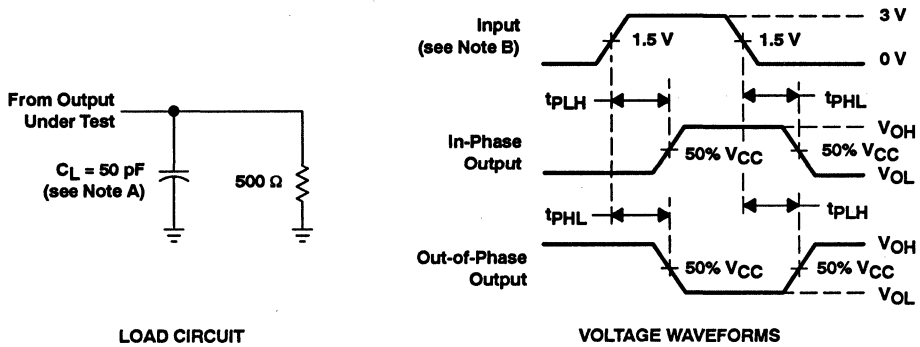 From Output
Under Test
CL = 50 pF
(see Note A)
500 Ω
LOAD CIRCUIT
Input
(see Note B)
1.5 V
1.5 V
3 V
0 V
tPLH
tPHL
In-Phase
Output
50% VCC
50% VCC
VOH
VOL
tPHL
tPLH
Out-of-Phase
Output
50% VCC
50% VCC
VOH
VOL
VOLTAGE WAVEFORMS